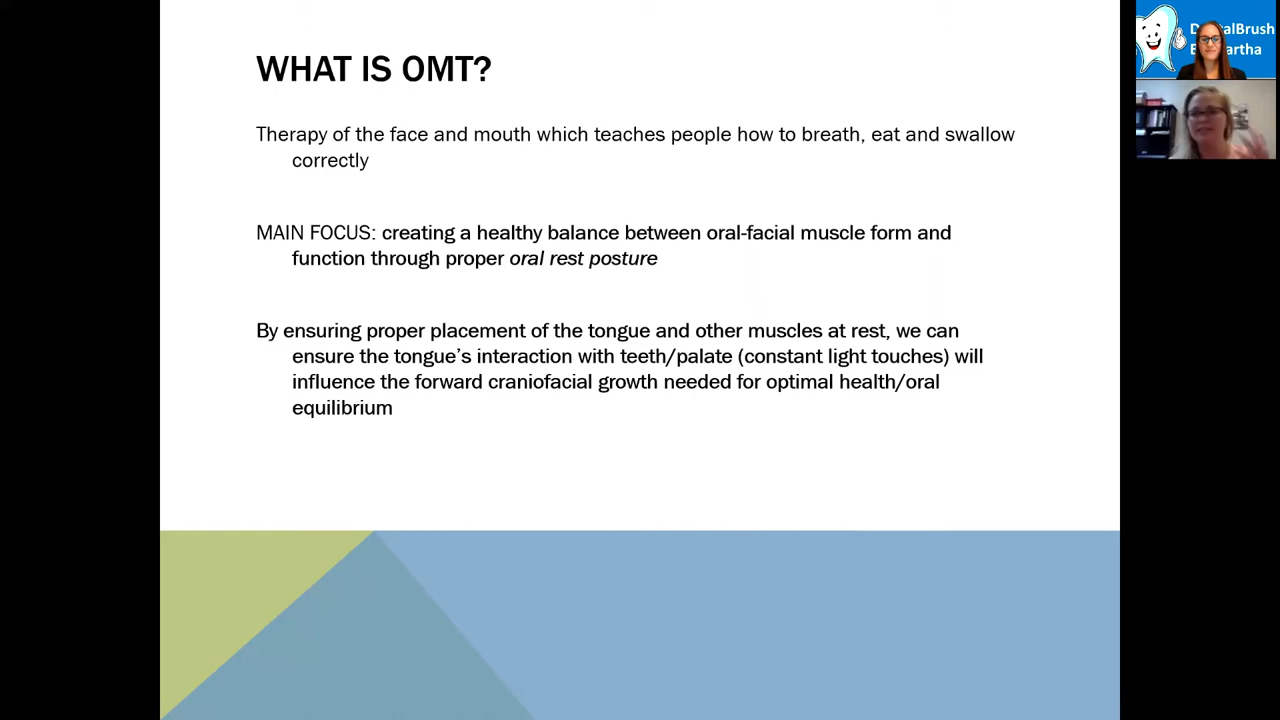 WHAT IS OMT?
Therapy of the face and mouth which teaches people how to breath, eat and swallow
correctly
MAIN FOCUS: creating a healthy balance between oral-facial muscle form and
function through proper oral rest posture
By ensuring proper placement of the tongue and other muscles at rest, we can
ensure the tongue's interaction with teeth/palate (constant light touches) will
influence the forward craniofacial growth needed for optimal health/oral
equilibrium